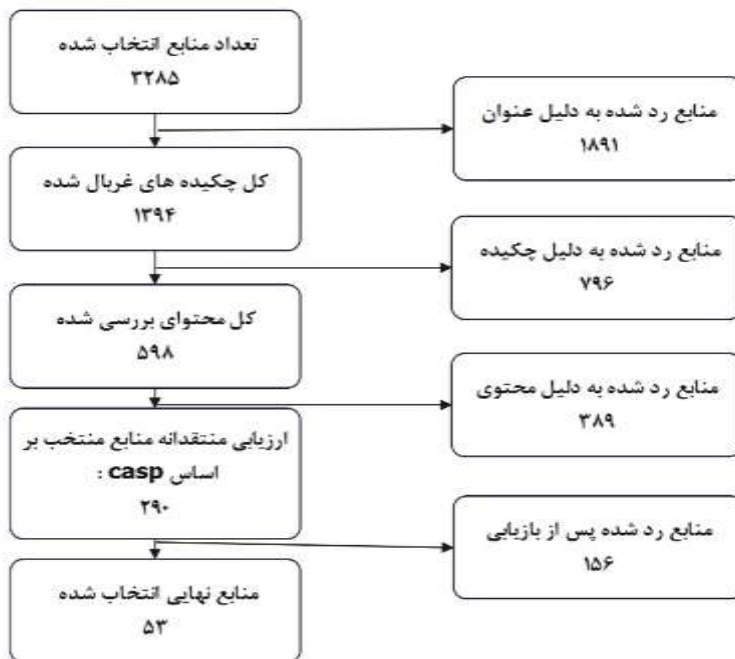 تعداد منابع انتخاب شده
۳۲۸۵
منابع رد شده به دلیل عنوان
۱۸۹۱
کل چکیده های غربال شده
۱۳۹۴
منابع رد شده به دلیل چکیده
۷۹۶
کل محتوای بررسی شده
۵۹۸
منابع رد شده به دلیل محتوی
۳۸۹
ارزیابی منتقدانه منابع منتخب بر
اساس casp :
۲۹۰
منابع رد شده پس از بازیابی
۱۵۶
منابع نهایی انتخاب شده
۵۳